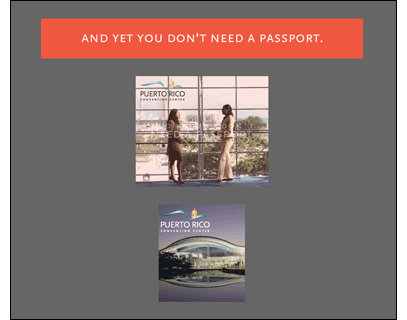 AND YET YOU DON'T NEED A PASSPORT.
PUERTO RICO
CONVENTION CENTER
PUERTO RICO
CONVENTION CENTER